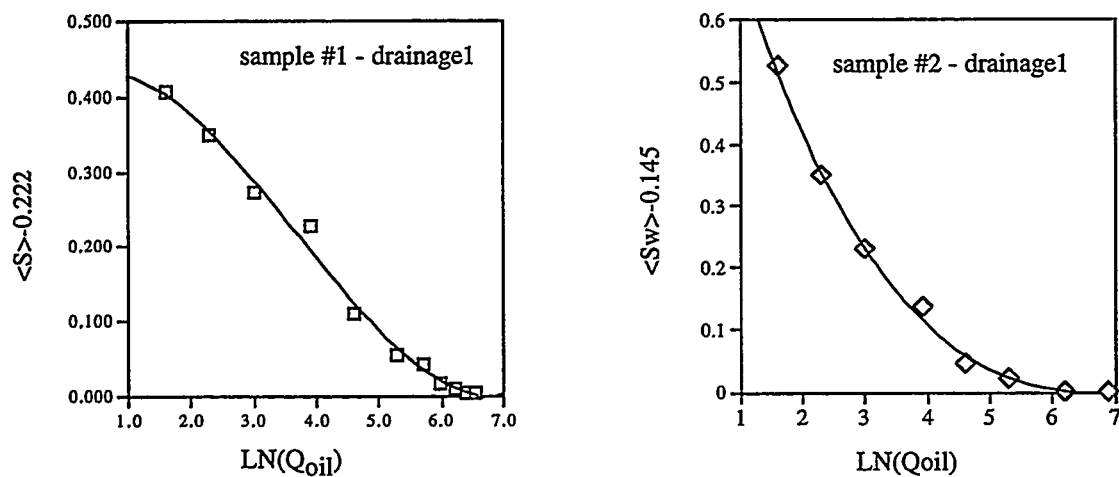 0.500
sample #1 - drainage1
0.400
0.300
0.200
0.100
0.000
<S>-0.222
1.0 2.0 3.0 4.0 5.0 6.0 7.0
LN(Qoil)
0.6
sample #2 - drainage1
0.5
0.4
0.3
0.2
0.1
0
<Sw>-0.145
1 2 3 4 5 6 7
LN(Qoil)